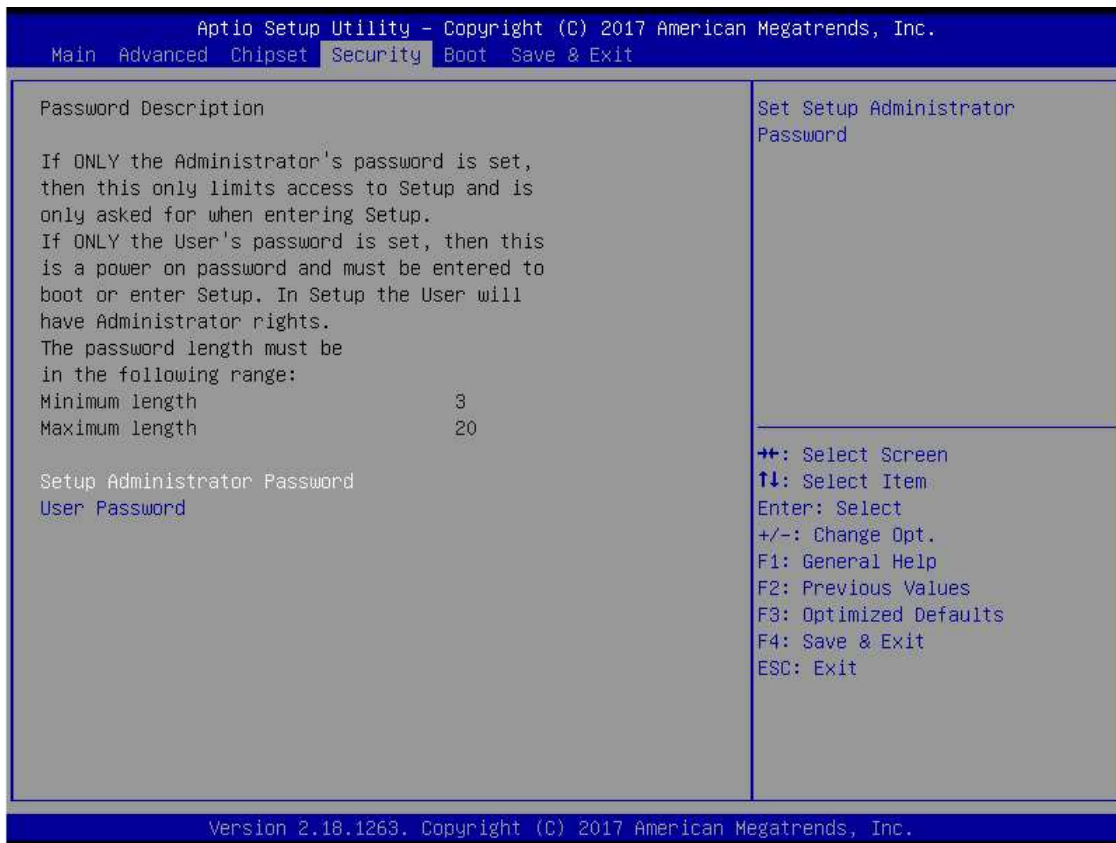 Aptio Setup Utility – Copyright (C) 2017 American Megatrends, Inc.
Main Advanced Chipset Security Boot Save & Exit
Password Description
If ONLY the Administrator's password is set,
then this only limits access to Setup and is
only asked for when entering Setup.
If ONLY the User's password is set, then this
is a power on password and must be entered to
boot or enter Setup. In Setup the User will
have Administrator rights.
The password length must be
in the following range:
Minimum length 3
Maximum length 20
Setup Administrator Password
User Password
Set Setup Administrator
Password
→←: Select Screen
↑↓: Select Item
Enter: Select
+/-: Change Opt.
F1: General Help
F2: Previous Values
F3: Optimized Defaults
F4: Save & Exit
ESC: Exit
Version 2.18.1263. Copyright (C) 2017 American Megatrends, Inc.